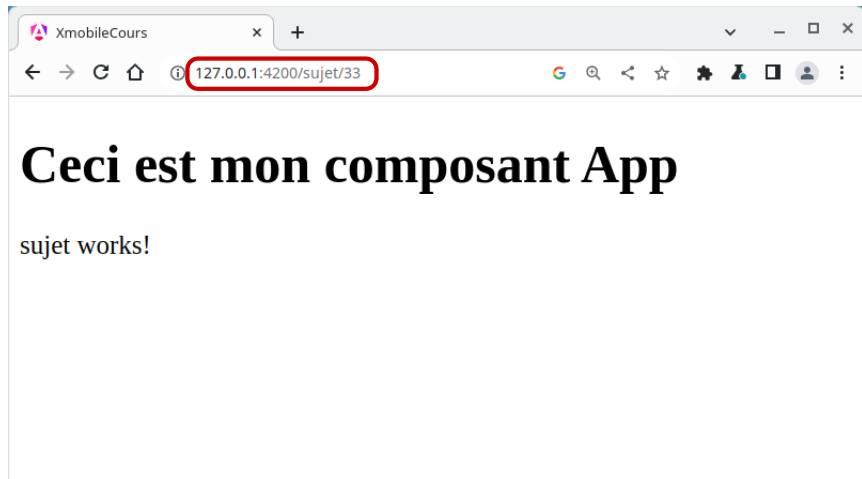 XmobileCours
127.0.0.1:4200/sujet/33
Ceci est mon composant App
sujet works!